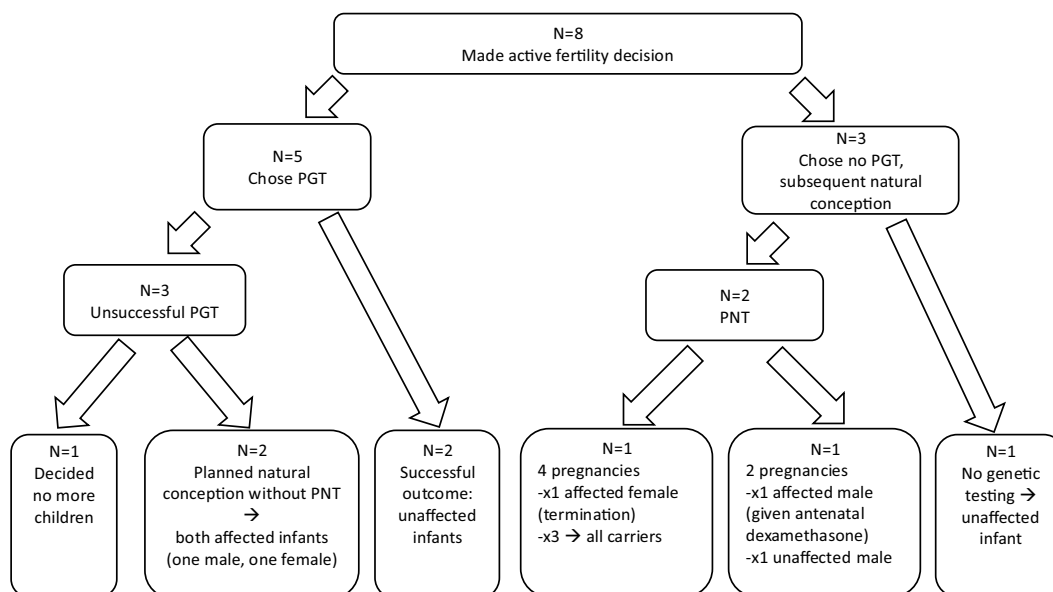 N=8
Made active fertility decision
N=5
Chose PGT
N=3
Chose no PGT,
subsequent natural
conception
N=3
Unsuccessful PGT
N=2
PNT
N=1
Decided
no more
children
N=2
Planned natural
conception without PNT
→
both affected infants
(one male, one female)
N=2
Successful
outcome:
unaffected
infants
N=1
4 pregnancies
-x1 affected female
(termination)
-x3 → all carriers
N=1
2 pregnancies
-x1 affected male
(given antenatal
dexamethasone)
-x1 unaffected male
N=1
No genetic
testing →
unaffected
infant